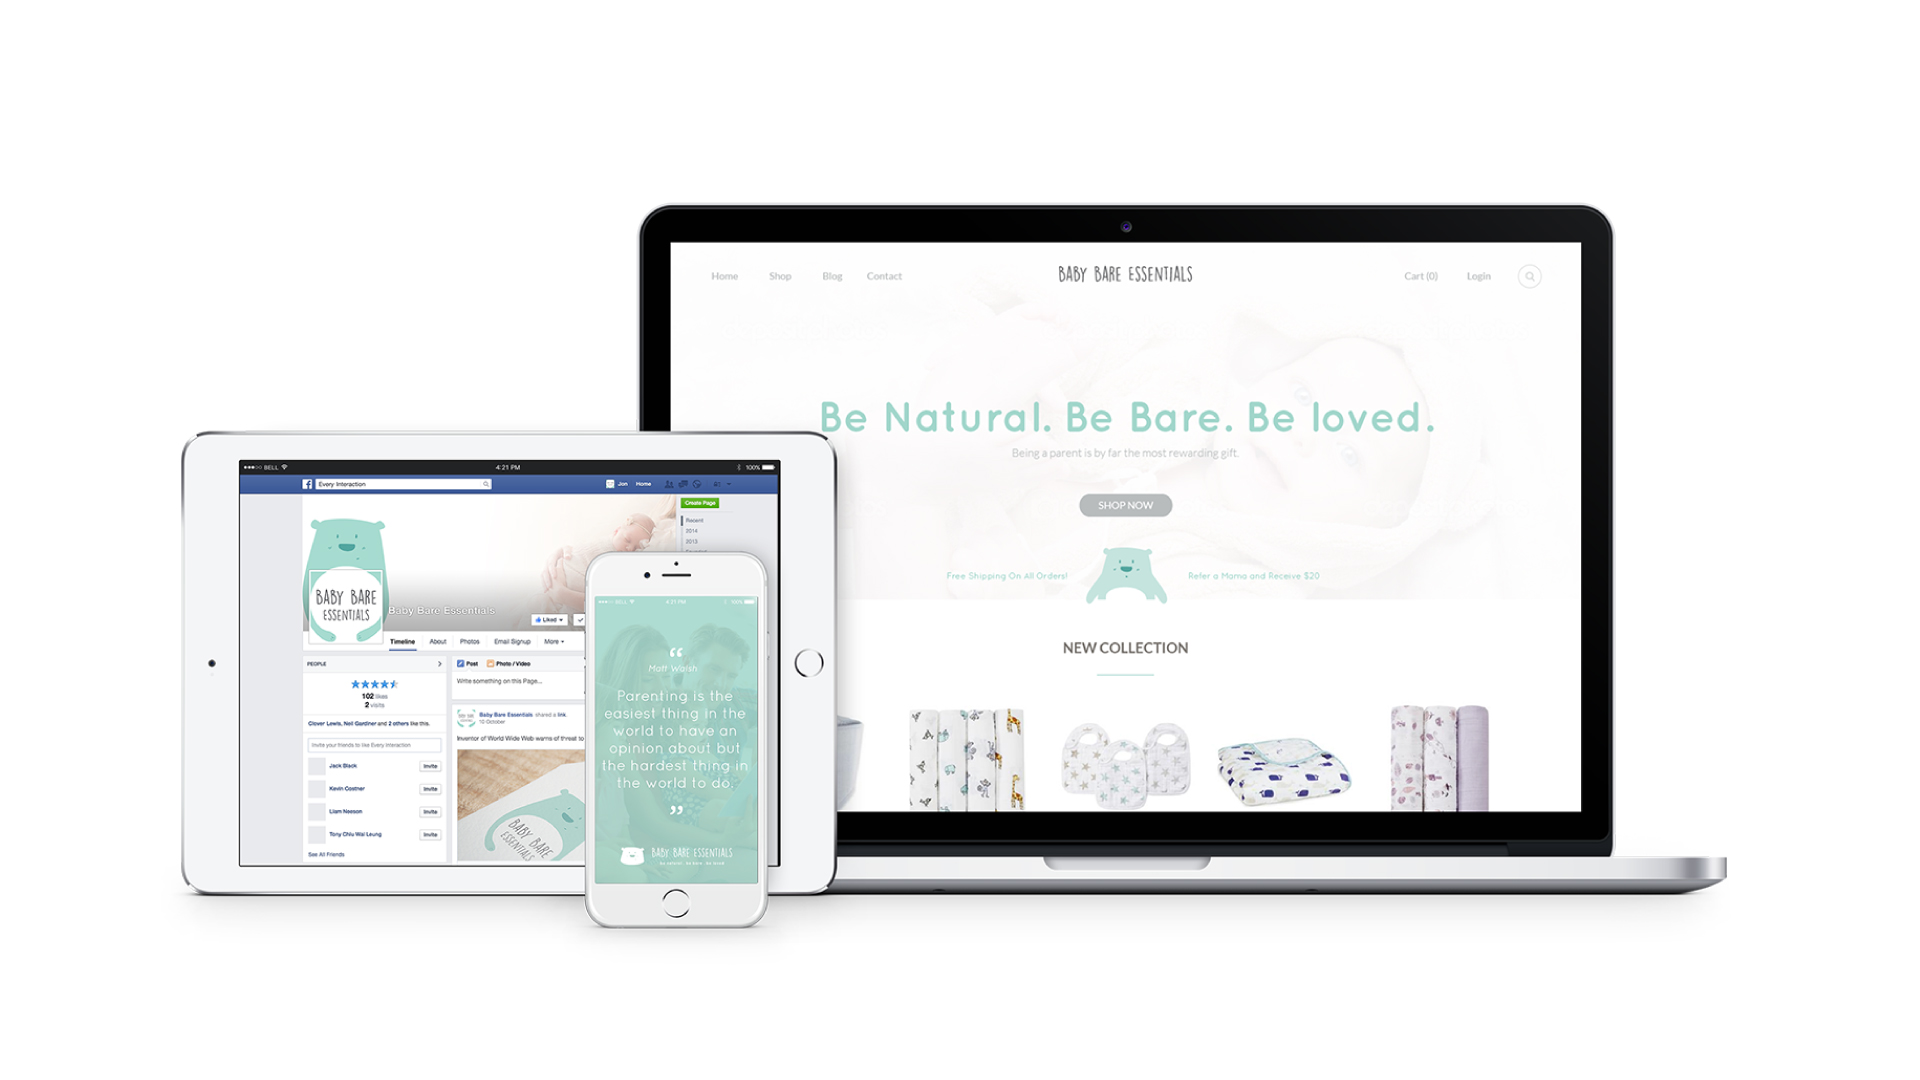 Home Shop Blog Contact
BABY BARE ESSENTIALS
Cart (0) Login
Be Natural. Be Bare. Be loved.
Being a parent is by far the most rewarding gift.
SHOP NOW
Free Shipping On All Orders!
Refer a Mama and Receive $20
NEW COLLECTION
BELL
4:21 PM
100%
f Every Interaction
Jon Home
Create Page
Recent
2014
2013
BABY BARE
ESSENTIALS
Baby Bare Essentials
Liked
Timeline About Photos Email Signup More
PEOPLE
102 likes
2 visits
Clover Lewis, Neil Gardiner and 2 others like this.
Invite your friends to like Every Interaction
Jack Black Invite
Kevin Costner Invite
Liam Neeson Invite
Tony Chiu Wai Leung Invite
See All Friends
Post Photo / Video
Write something on this Page...
Baby Bare Essentials shared a link.
10 October
Inventor of World Wide Web warns of threat to
BABY BARE
ESSENTIALS
BELL
4:21 PM
100%
“
Matt Walsh
Parenting is the
easiest thing in the
world to have an
opinion about but
the hardest thing in
the world to do.
”
BABY BARE ESSENTIALS
be natural. be bare. be loved.